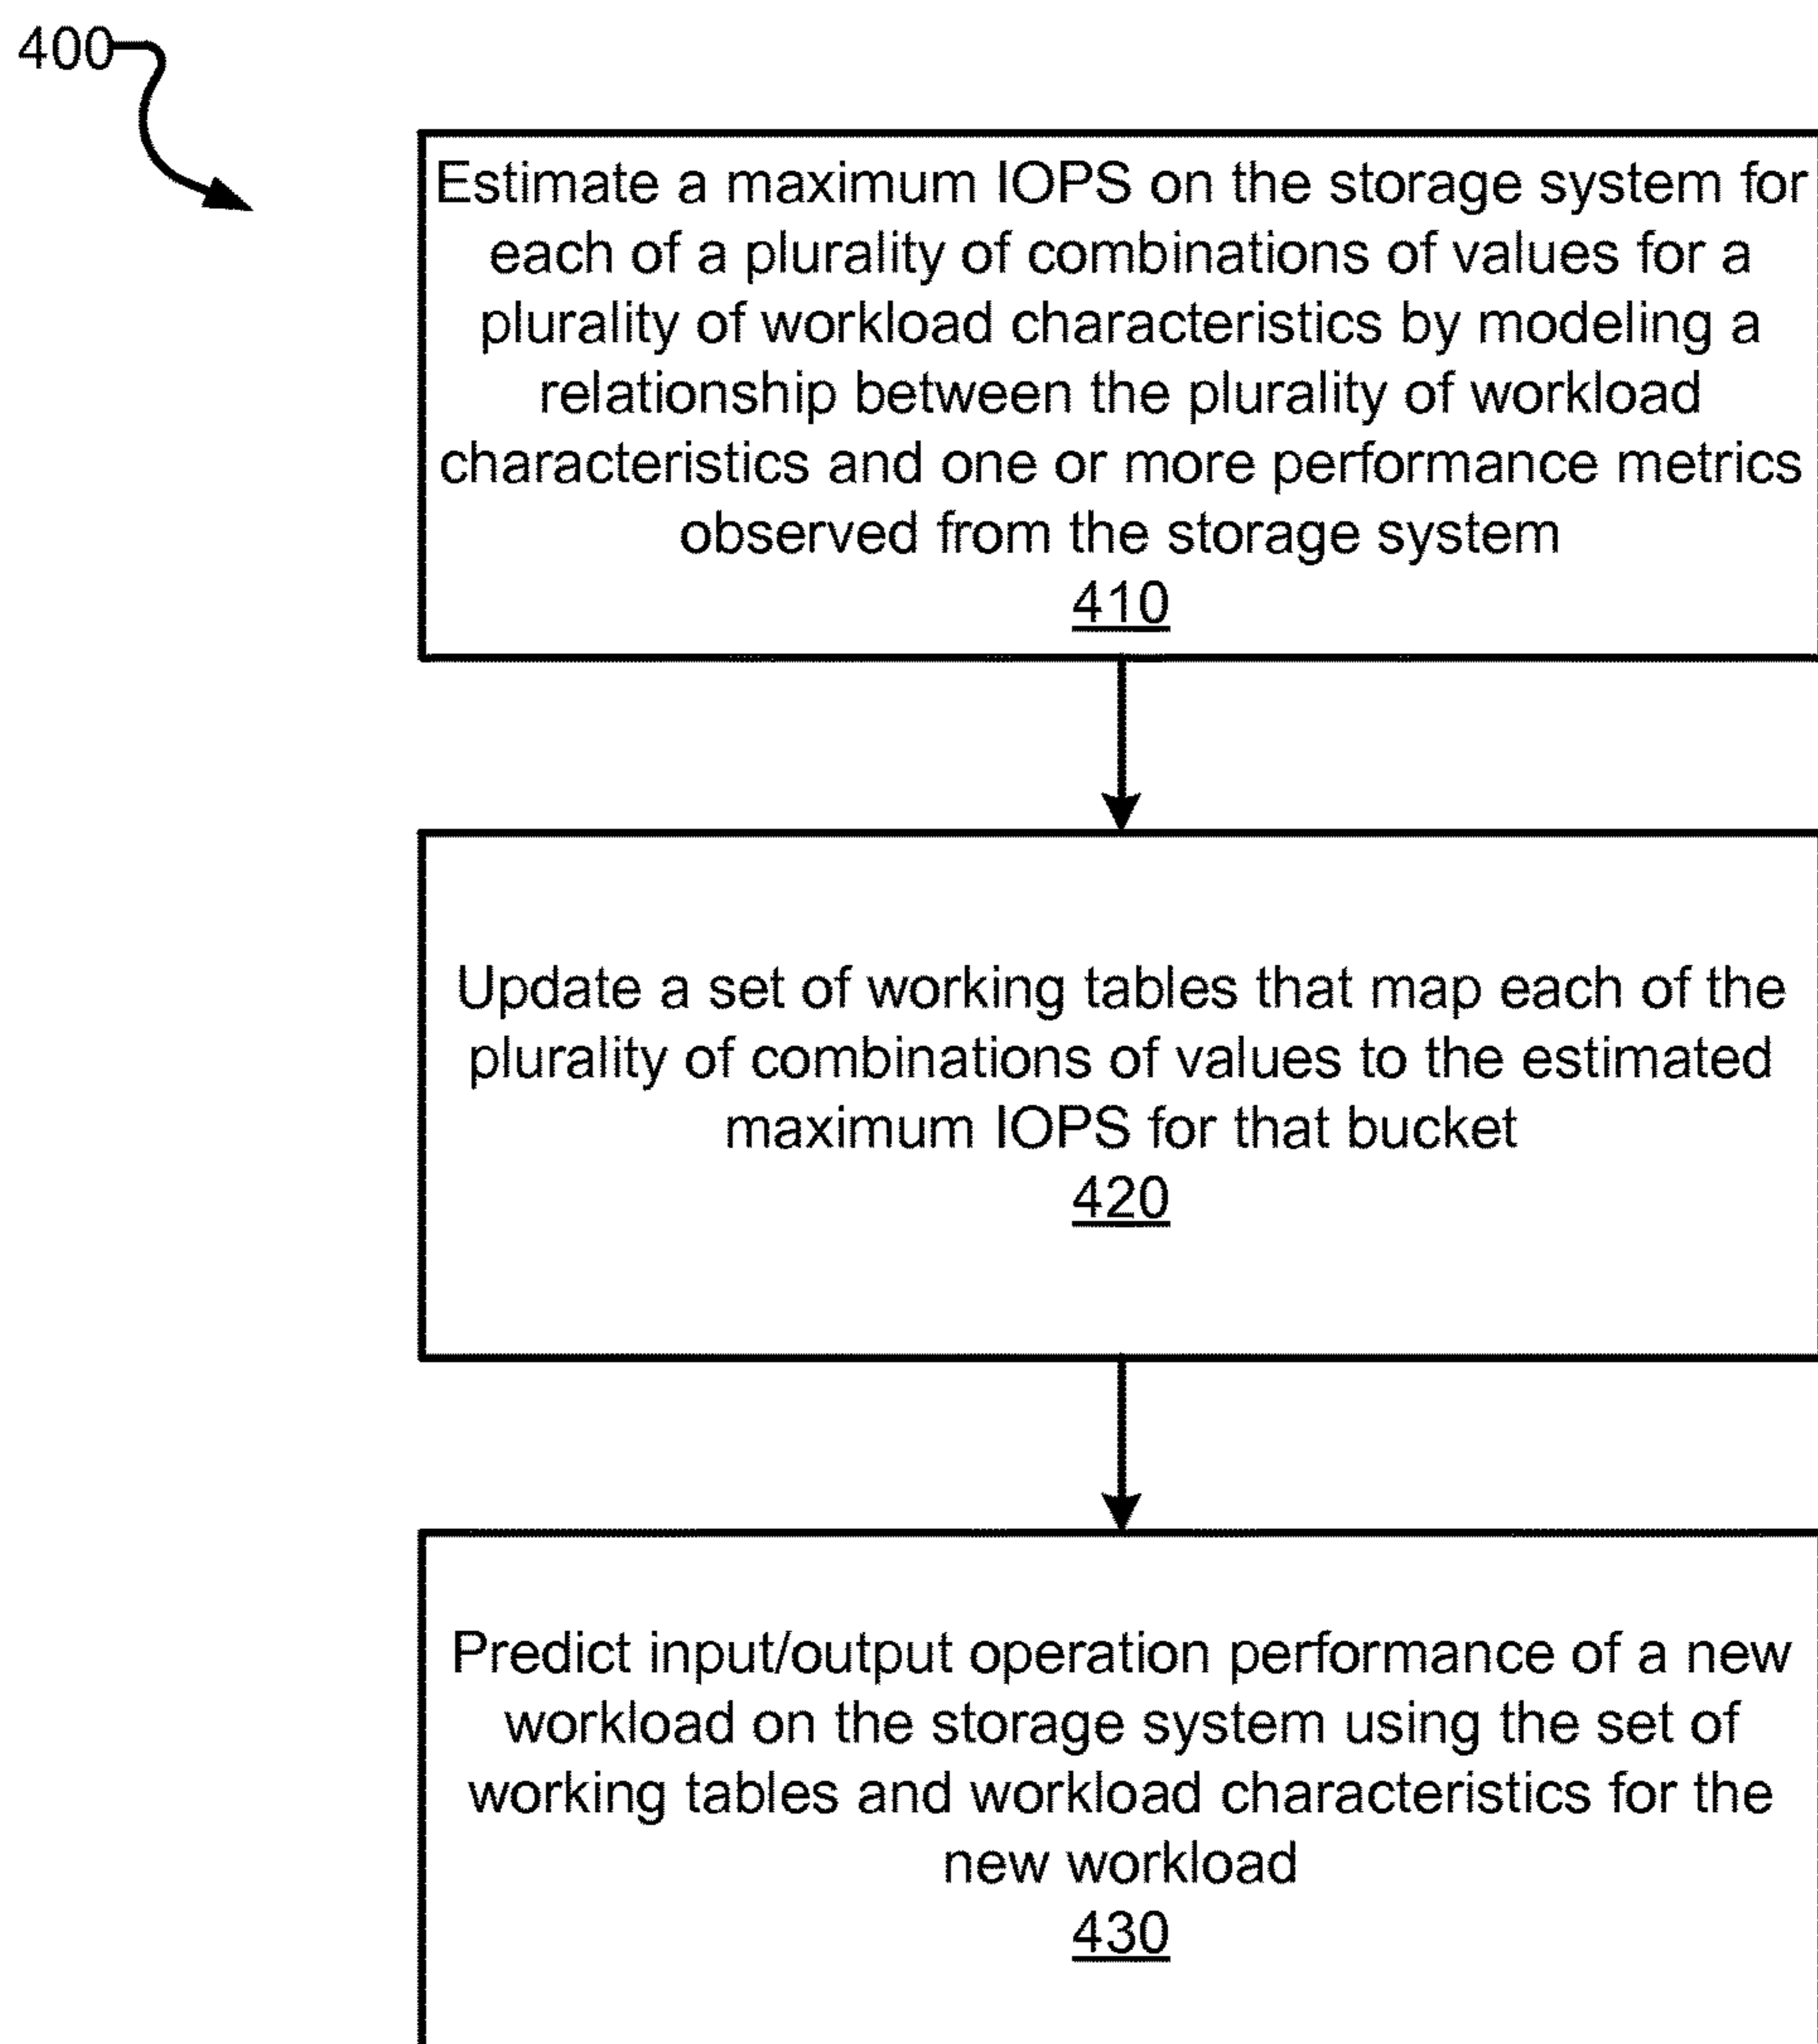 400
Estimate a maximum IOPS on the storage system for
each of a plurality of combinations of values for a
plurality of workload characteristics by modeling a
relationship between the plurality of workload
characteristics and one or more performance metrics
observed from the storage system
410
Update a set of working tables that map each of the
plurality of combinations of values to the estimated
maximum IOPS for that bucket
420
Predict input/output operation performance of a new
workload on the storage system using the set of
working tables and workload characteristics for the
new workload
430